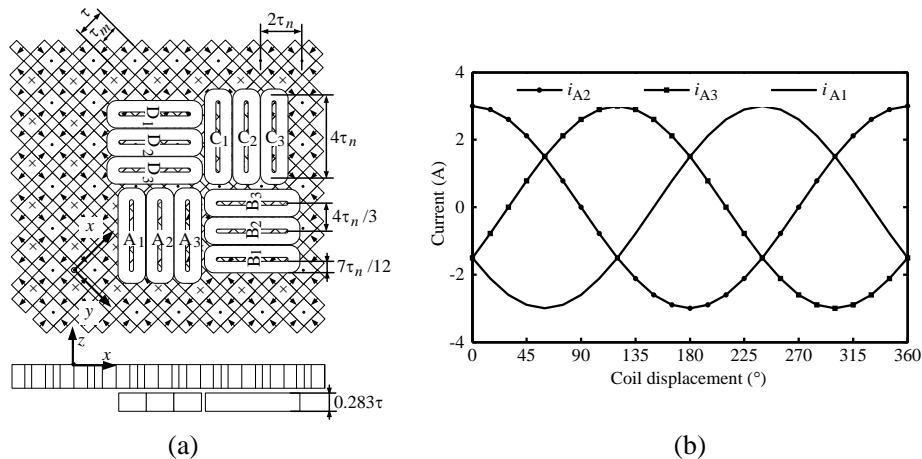 τ
τm
2τn
D1
D2
D3
C1
C2
C3
4τn
A1
A2
A3
B3
B2
B1
4τn/3
7τn/12
x
y
z
x
0.283τ
(a)
iA2
iA3
iA1
Current (A)
4
2
0
-2
-4
0
45
90
135
180
225
270
315
360
Coil displacement (°)
(b)